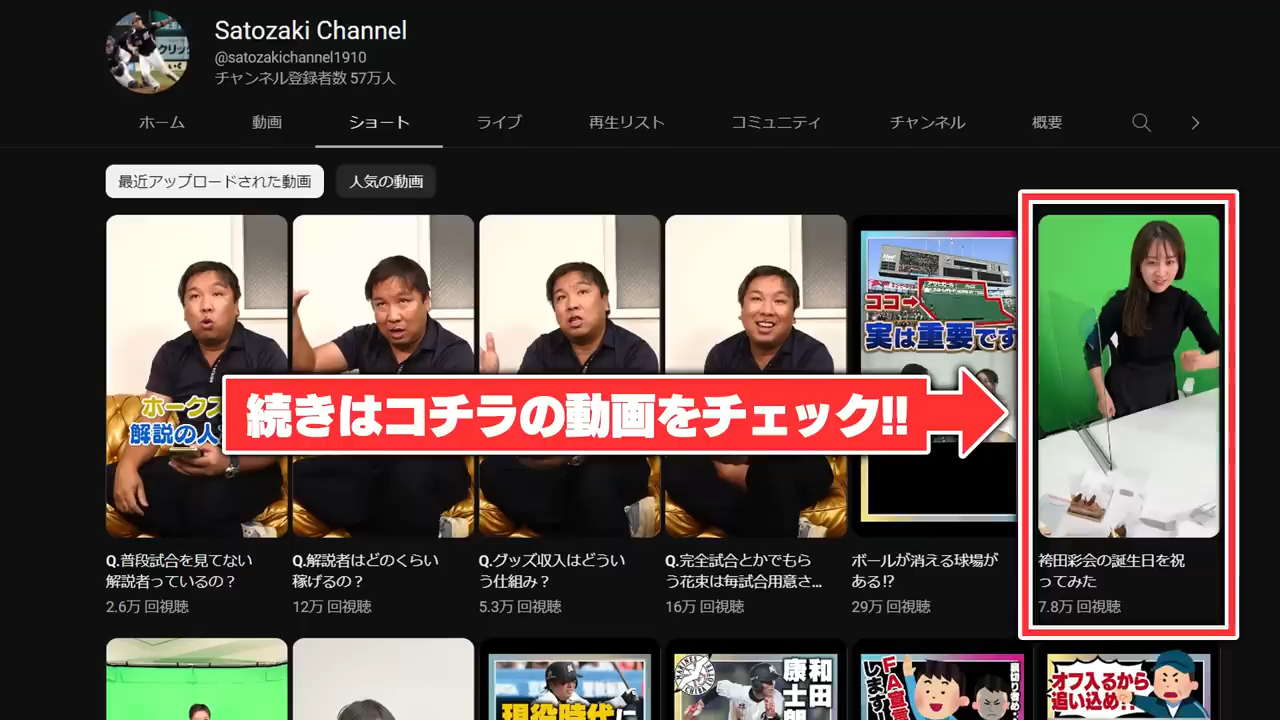 Satozaki Channel
@satozakichannel1910
チャンネル登録者数 57万人
ホーム
動画
ショート
ライブ
再生リスト
コミュニティ
チャンネル
概要
最近アップロードされた動画
人気の動画
ココ
実は重要です
ホークス
解説の人
続きはコチラの動画をチェック!!
Q.普段試合を見てない
解説者っているの？
2.6万 回視聴
Q.解説者はどのくらい
稼げるの？
12万 回視聴
Q.グッズ収入はどうい
う仕組み？
5.3万 回視聴
Q.完全試合とかでもら
う花束は毎試合用意さ...
16万 回視聴
ボールが消える球場が
ある!?
29万 回視聴
袴田彩会の誕生日を祝
ってみた
7.8万 回視聴
現役時代に
和田
康士朗
FA宣言
します
オフ入るから
追い込め!?